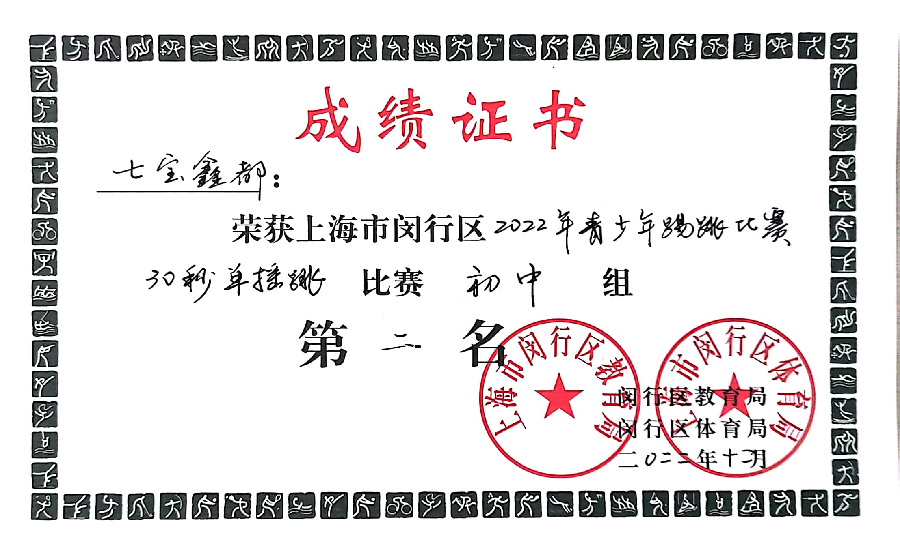 成绩证书
七宝鑫都：
荣获上海市闵行区2022年青少年踢跳比赛
30秒单摇跳 比赛 初中 组
第 二 名
上海市闵行区教育局
上海市闵行区体育局
闵行区教育局
闵行区体育局
二〇二二年十二月